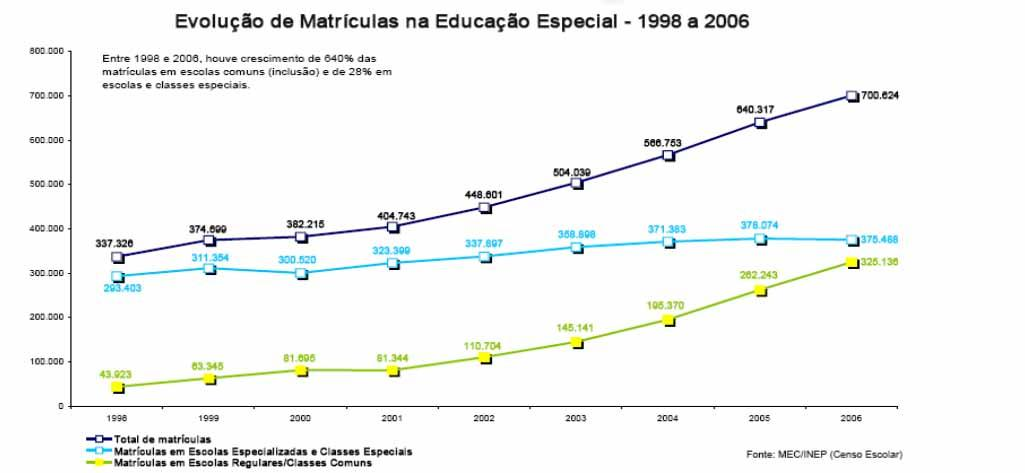 Evolução de Matrículas na Educação Especial - 1998 a 2006
Entre 1998 e 2006, houve crescimento de 640% das
matrículas em escolas comuns (inclusão) e de 28% em
escolas e classes especiais.
800.000
700.000
600.000
500.000
400.000
300.000
200.000
100.000
0
337.326 374.699 382.215 404.743 448.601 504.039 566.753 640.317 700.624
293.403 311.354 300.520 323.399 337.897 358.898 371.383 378.074 375.488
43.923 63.345 81.695 81.344 110.704 145.141 195.370 262.243 325.136
1998 1999 2000 2001 2002 2003 2004 2005 2006
Total de matrículas
Matrículas em Escolas Especializadas e Classes Especiais
Matrículas em Escolas Regulares/Classes Comuns
Fonte: MEC/INEP (Censo Escolar)